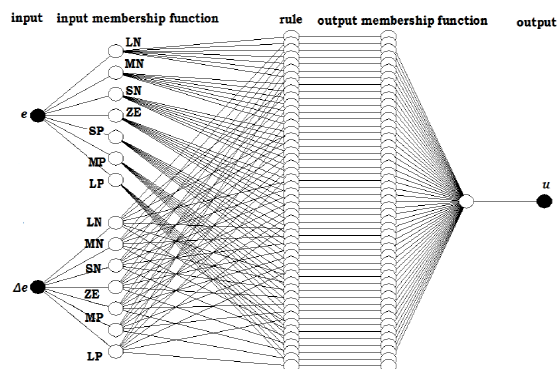 input input membership function rule output membership function output
LN
MN
SN
ZE
SP
MP
LP
e
LN
MN
SN
ZE
MP
LP
Δe
u